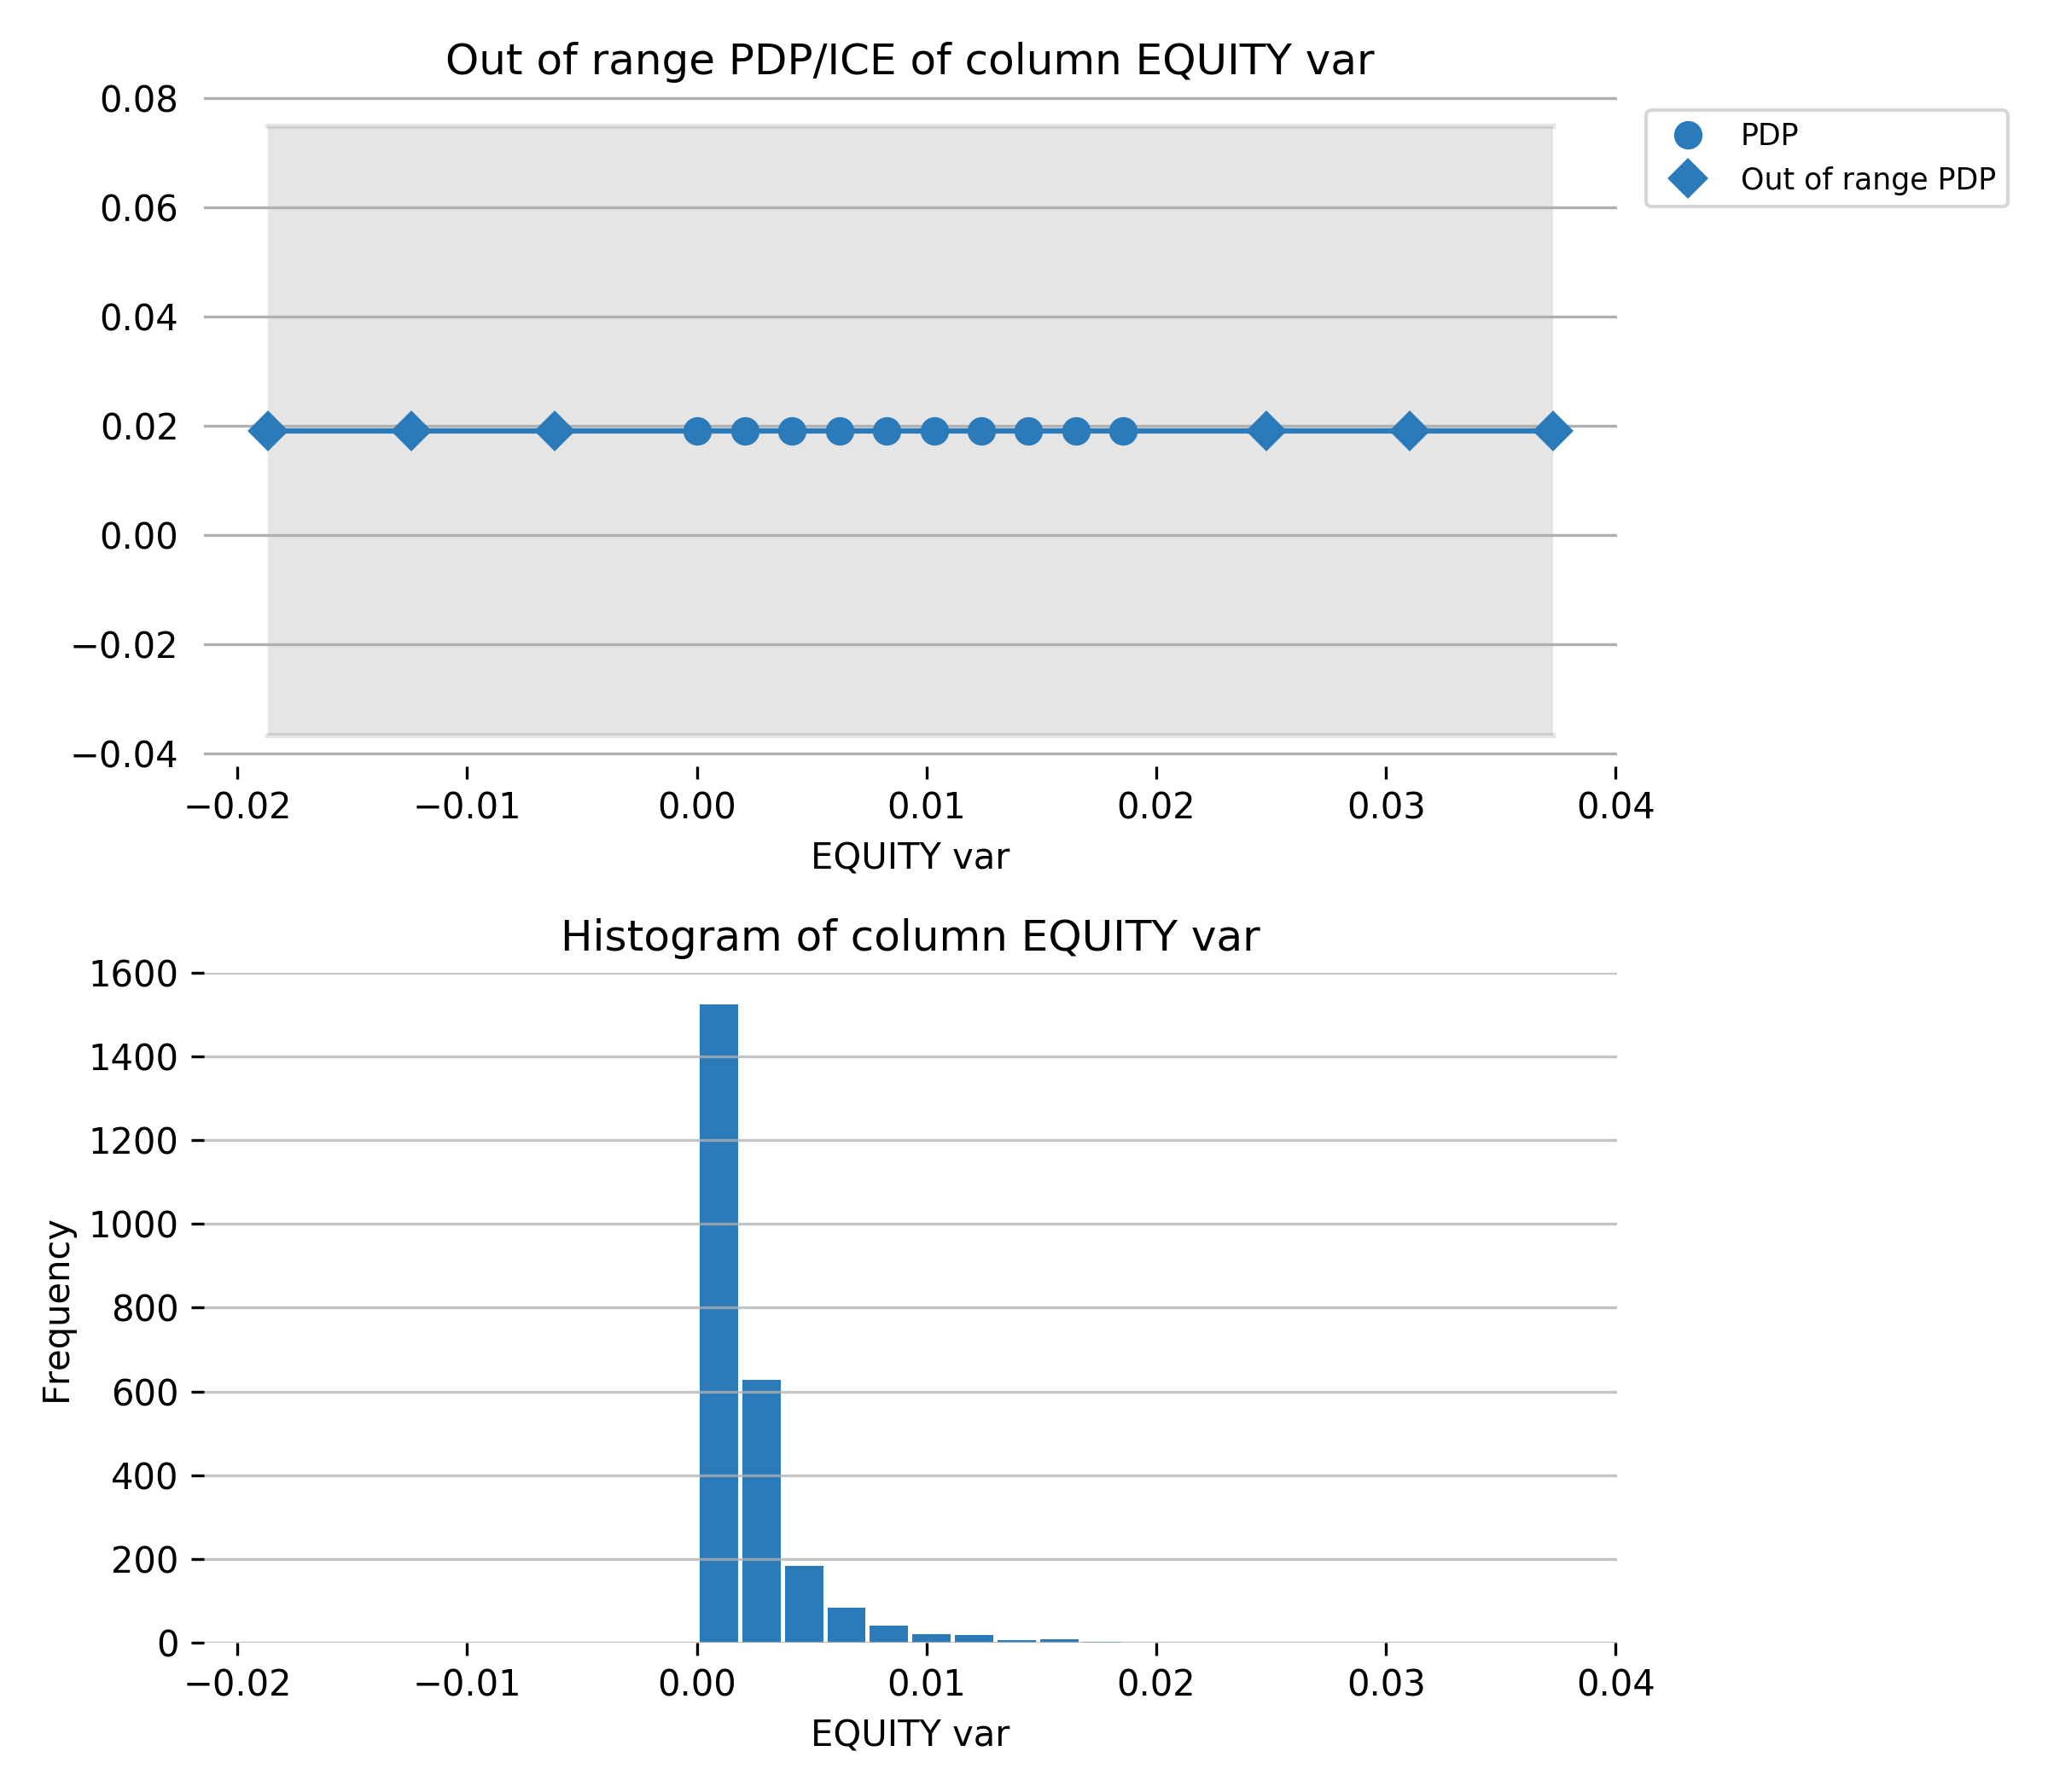 Out of range PDP/ICE of column EQUITY var
0.08
0.06
0.04
0.02
0.00
−0.02
−0.04
PDP
Out of range PDP
−0.02 −0.01 0.00 0.01 0.02 0.03 0.04
EQUITY var
Histogram of column EQUITY var
1600
1400
1200
1000
800
600
400
200
0
Frequency
−0.02 −0.01 0.00 0.01 0.02 0.03 0.04
EQUITY var